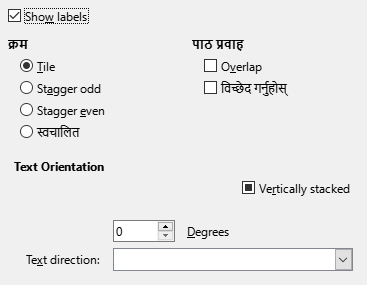 Show labels
क्रम
पाठ प्रवाह
Tile
Overlap
Stagger odd
विच्छेद गर्नुहोस्
Stagger even
स्वचालित
Text Orientation
Vertically stacked
0 Degrees
Text direction: